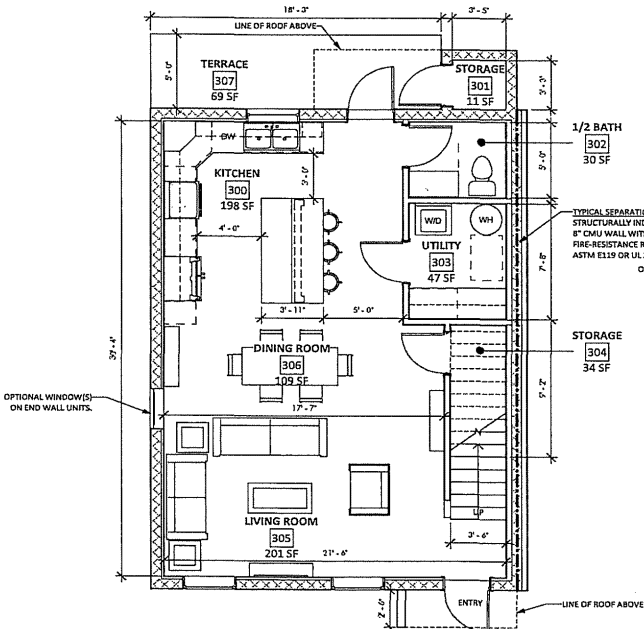 18' - 3"
3' - 5"
LINE OF ROOF ABOVE
TERRACE
307
69 SF
5' - 0"
STORAGE
301
11 SF
3' - 3"
1/2 BATH
302
30 SF
5' - 0"
DW
KITCHEN
300
198 SF
3' - 0"
4' - 0"
W/D
WH
UTILITY
303
47 SF
7' - 8"
TYPICAL SEPARATI
STRUCTURALLY IND
8" CMU WALL WIT
FIRE-RESISTANCE R
ASTM E119 OR UL
O
3' - 11"
5' - 0"
STORAGE
304
34 SF
DINING ROOM
306
109 SF
5' - 2"
OPTIONAL WINDOW(S)
ON END WALL UNITS.
17' - 7"
LIVING ROOM
305
201 SF
UP
3' - 6"
21' - 6"
ENTRY
LINE OF ROOF ABOVE
2' - 6"